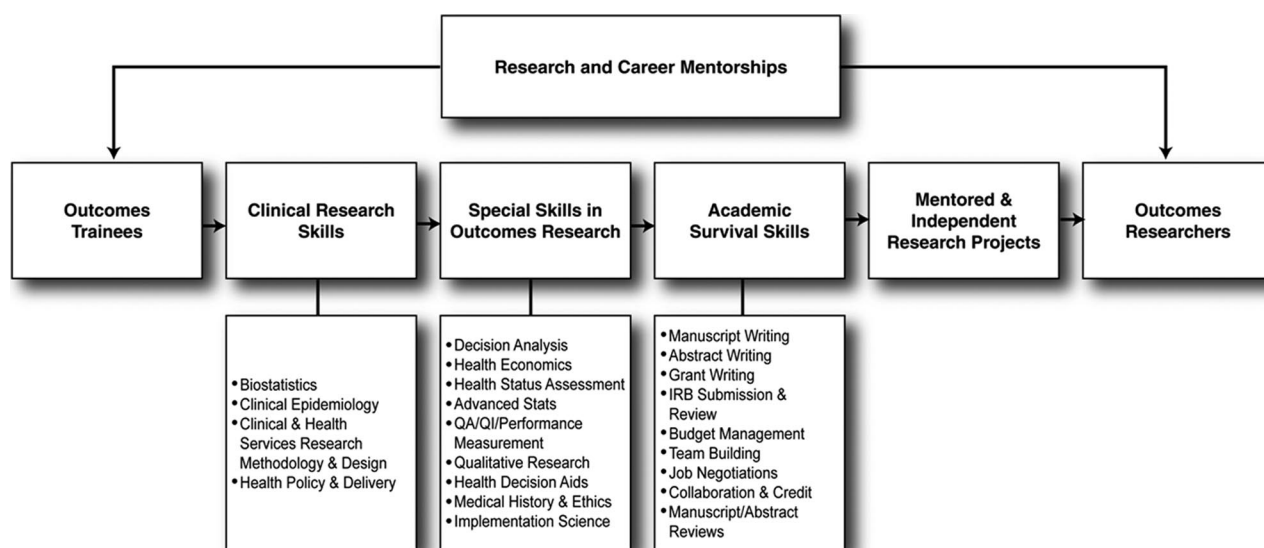 Research and Career Mentorships
Outcomes
Trainees
Clinical Research
Skills
Special Skills in
Outcomes Research
Academic
Survival Skills
Mentored &
Independent
Research Projects
Outcomes
Researchers
• Biostatistics
• Clinical Epidemiology
• Clinical & Health
Services Research
Methodology & Design
• Health Policy & Delivery
• Decision Analysis
• Health Economics
• Health Status Assessment
• Advanced Stats
• QA/QI/Performance
Measurement
• Qualitative Research
• Health Decision Aids
• Medical History & Ethics
• Implementation Science
• Manuscript Writing
• Abstract Writing
• Grant Writing
• IRB Submission &
Review
• Budget Management
• Team Building
• Job Negotiations
• Collaboration & Credit
• Manuscript/Abstract
Reviews